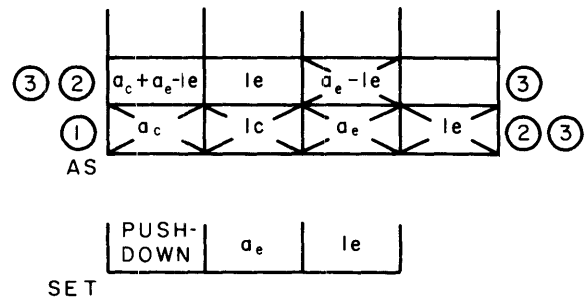 ③ ② a_c+a_e-le le a_e-le ③
① a_c lc a_e le ② ③
AS
PUSH-
DOWN a_e le
SET